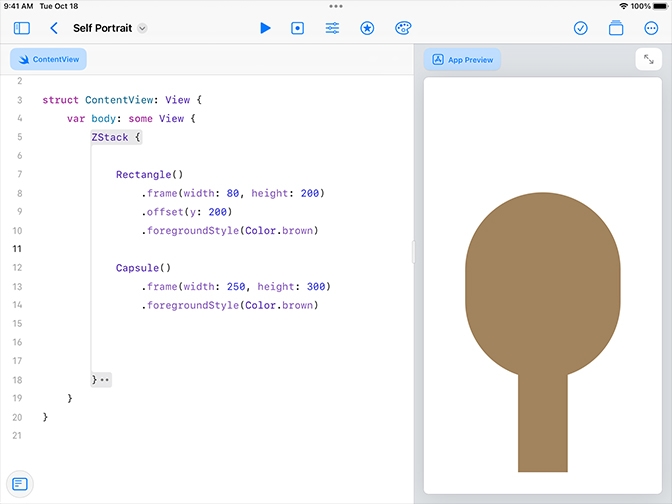 9:41 AM Tue Oct 18
100%
Self Portrait
ContentView
App Preview
2
3 struct ContentView: View {
4 var body: some View {
5 ZStack {
6
7 Rectangle()
8 .frame(width: 80, height: 200)
9 .offset(y: 200)
10 .foregroundStyle(Color.brown)
11
12 Capsule()
13 .frame(width: 250, height: 300)
14 .foregroundStyle(Color.brown)
15
16
17
18 }
19 }
20 }
21